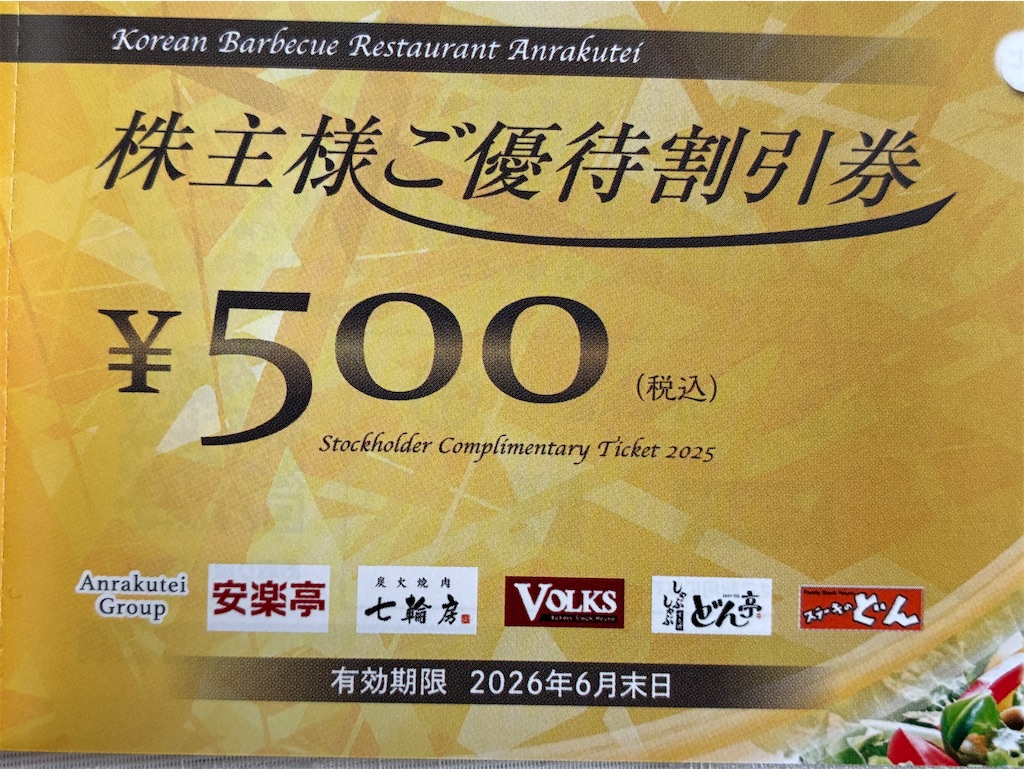 Korean Barbecue Restaurant Anrakutei
株主様ご優待割引券
¥500(税込)
Stockholder Complimentary Ticket 2025
Anrakutei
Group
安楽亭
炭火焼肉
七輪房
VOLKS
しゃぶしゃぶ
どん亭
Family Steak House
ステーキのどん
有効期限 2026年6月末日